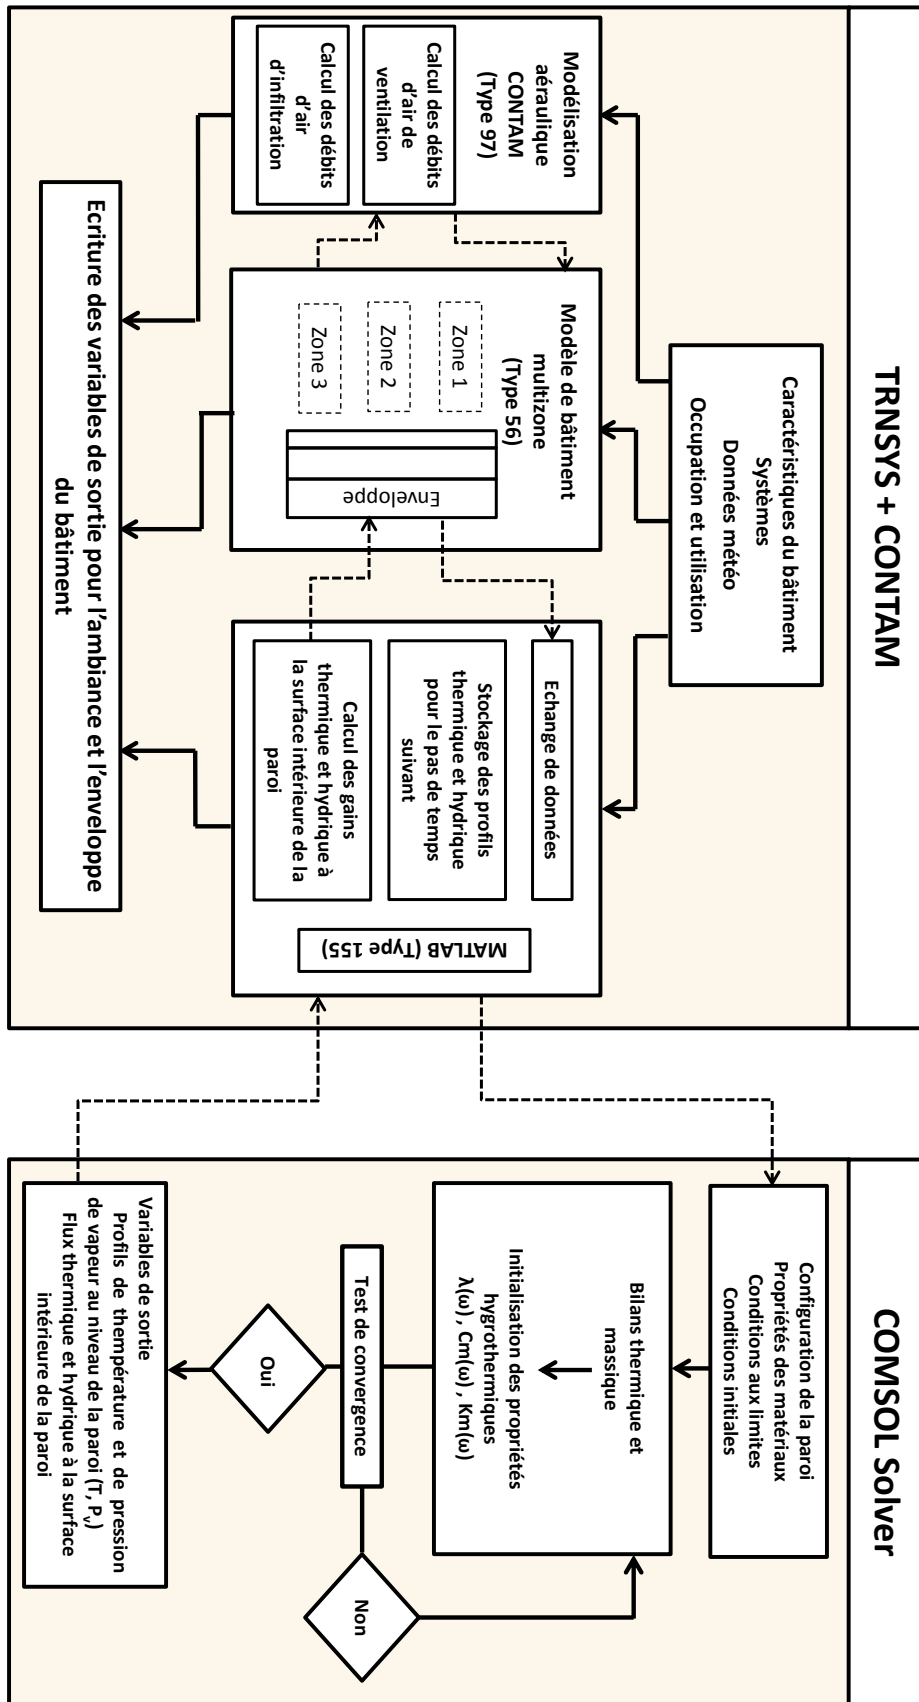 TRNSYS + CONTAM
Caractéristiques du bâtiment
Systèmes
Données météo
Occupation et utilisation
Modélisation
aéraulique
CONTAM
(Type 97)
Calcul des débits
d'air de
ventilation
Calcul des débits
d'air
d'infiltration
Modèle de bâtiment
multizone
(Type 56)
Zone 1
Zone 2
Zone 3
Enveloppe
Echange de données
Stockage des profils
thermique et hydrique
pour le pas de temps
suivant
Calcul des gains
thermique et hydrique à
la surface intérieure de la
paroi
MATLAB (Type 155)
Ecriture des variables de sortie pour l'ambiance et l'enveloppe
du bâtiment
COMSOL Solver
Configuration de la paroi
Propriétés des matériaux
Conditions aux limites
Conditions initiales
Bilans thermique et
massique
Initialisation des propriétés
hygrothermiques
λ(ω) , Cm(ω) , Km(ω)
Test de convergence
Oui
Non
Variables de sortie
Profils de thempérature et de pression
de vapeur au niveau de la paroi (T, Pv)
Flux thermique et hydrique à la surface
intérieure de la paroi